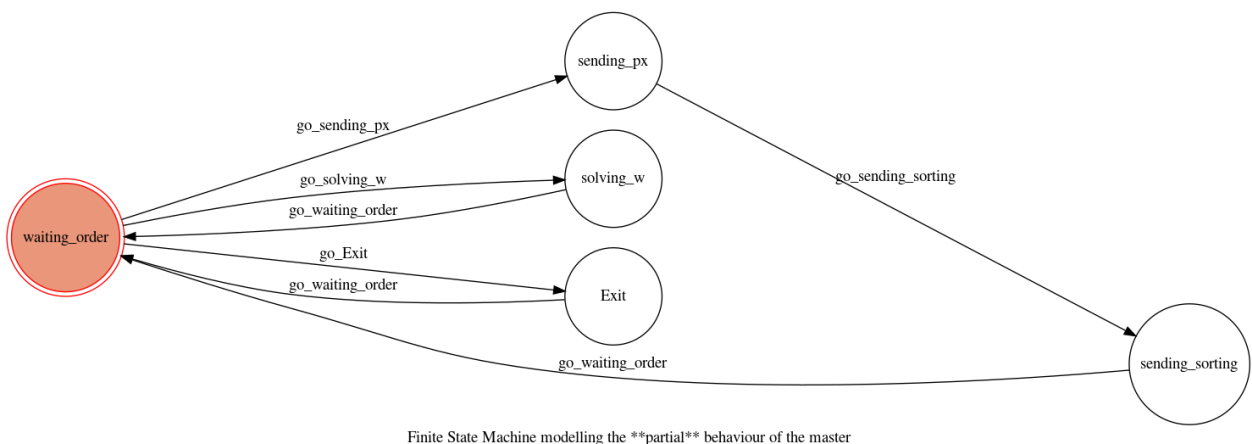 sending_px
go_sending_px
go_sending_sorting
go_solving_w
solving_w
go_waiting_order
waiting_order
go_Exit
go_waiting_order
Exit
go_waiting_order
sending_sorting
Finite State Machine modelling the **partial** behaviour of the master